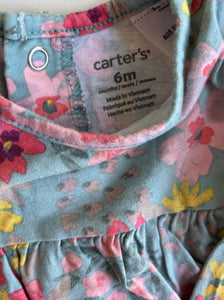 carter's
6m
months / mois / meses
Made in Vietnam
Fabriqué au Vietnam
Hecho en Vietnam